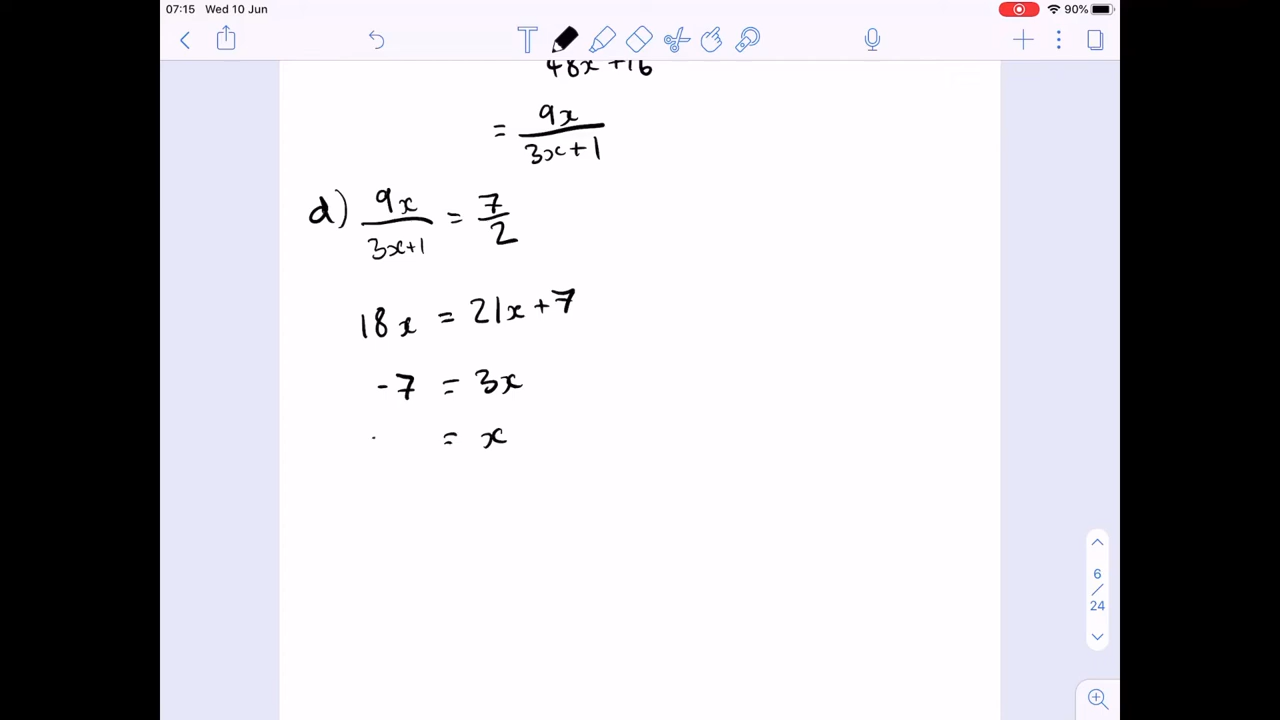 07:15 Wed 10 Jun 90%
T
48x+16
= 9x/3x+1
d) 9x/3x+1 = 7/2
18x = 21x+7
-7 = 3x
= x
6
/
24